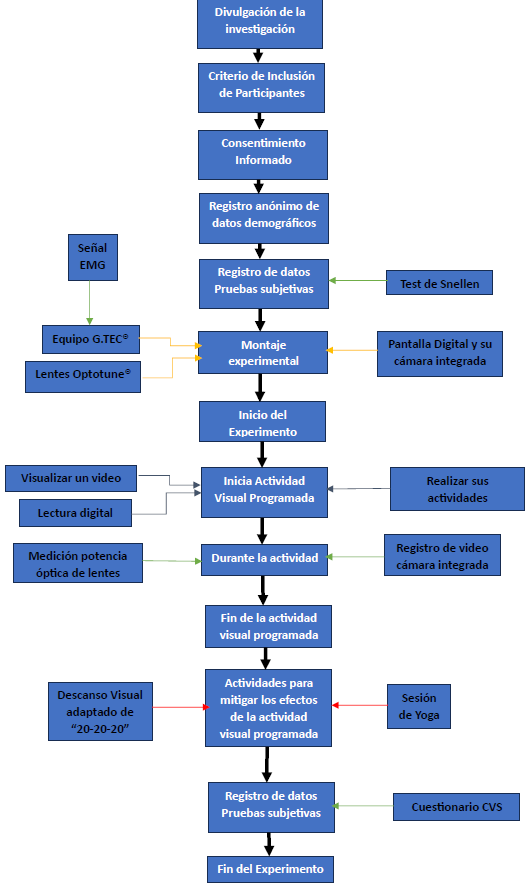 Divulgación de la
investigación
Criterio de Inclusión
de Participantes
Consentimiento
Informado
Registro anónimo de
datos demográficos
Señal
EMG
Registro de datos
Pruebas subjetivas
Test de Snellen
Equipo G.TEC®
Lentes Optotune®
Montaje
experimental
Pantalla Digital y su
cámara integrada
Inicio del
Experimento
Visualizar un video
Lectura digital
Inicia Actividad
Visual Programada
Realizar sus
actividades
Medición potencia
óptica de lentes
Durante la actividad
Registro de video
cámara integrada
Fin de la actividad
visual programada
Descanso Visual
adaptado de
“20-20-20”
Actividades para
mitigar los efectos
de la actividad
visual programada
Sesión
de Yoga
Registro de datos
Pruebas subjetivas
Cuestionario CVS
Fin del Experimento